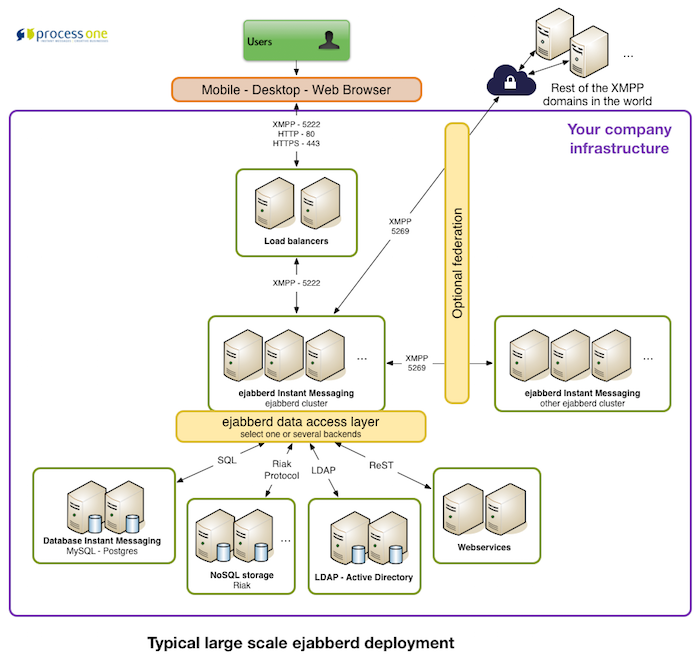 process one
Users
Mobile - Desktop - Web Browser
...
Rest of the XMPP
domains in the world
Your company
infrastructure
XMPP - 5222
HTTP - 80
HTTPS - 443
Load balancers
XMPP
5269
Optional federation
XMPP - 5222
...
ejabberd Instant Messaging
ejabberd cluster
XMPP
5269
...
ejabberd Instant Messaging
other ejabberd cluster
ejabberd data access layer
select one or several backends
SQL
Riak
Protocol
LDAP
ReST
Database Instant Messaging
MySQL - Postgres
...
NoSQL storage
Riak
LDAP - Active Directory
Webservices
Typical large scale ejabberd deployment